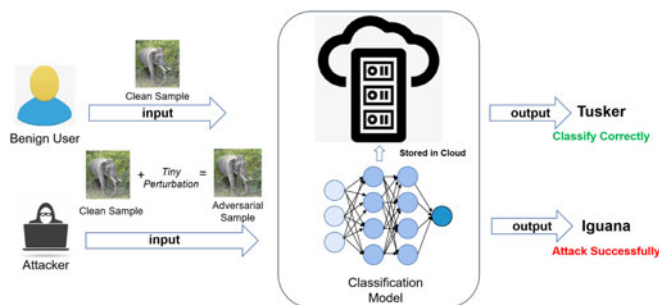 Clean Sample
input
Benign User
output
Tusker
Classify Correctly
Stored in Cloud
+ Tiny Perturbation =
Clean Sample
Adversarial Sample
input
Attacker
output
Iguana
Attack Successfully
Classification
Model